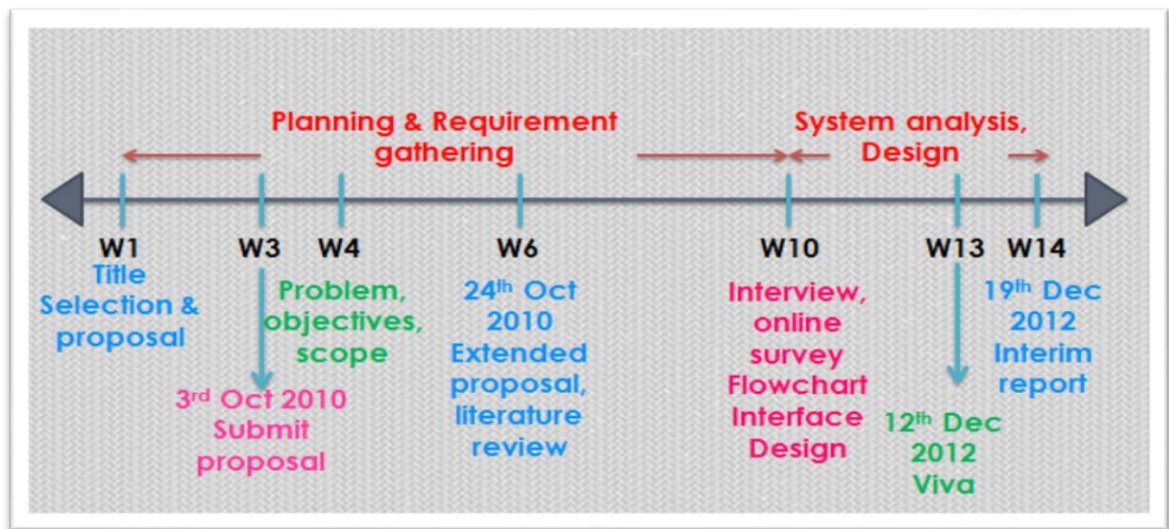 Planning & Requirement
gathering
System analysis,
Design
W1
W3
W4
W6
W10
W13
W14
Title
Selection &
proposal
3rd Oct 2010
Submit
proposal
Problem,
objectives,
scope
24th Oct
2010
Extended
proposal,
literature
review
Interview,
online
survey
Flowchart
Interface
Design
12th Dec
2012
Viva
19th Dec
2012
Interim
report